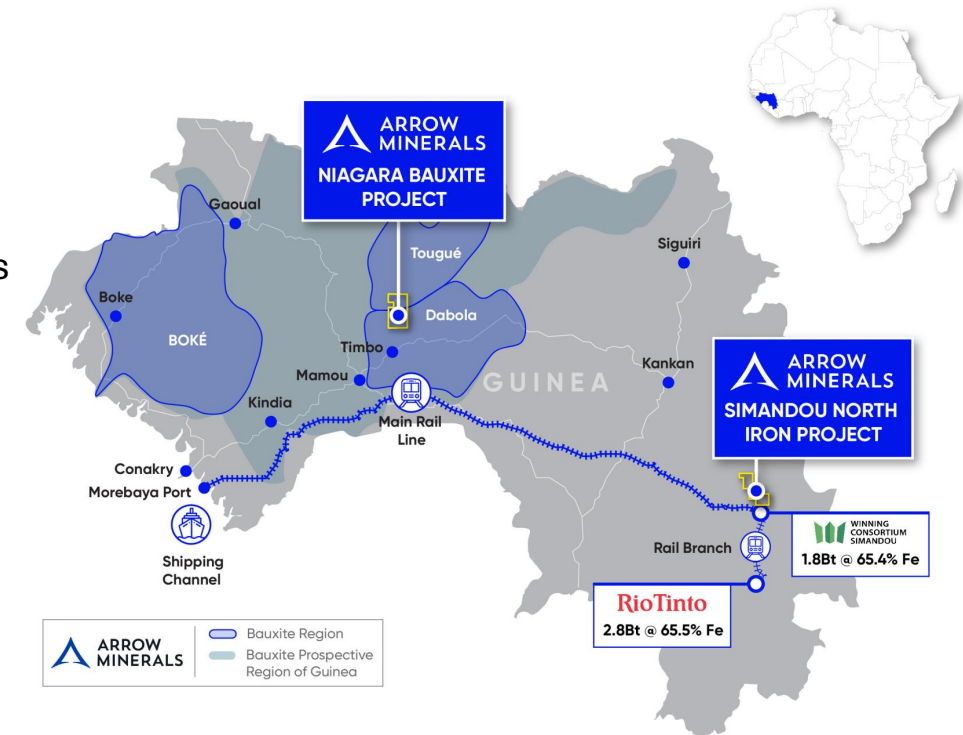 ARROW
MINERALS
NIAGARA BAUXITE
PROJECT
Gaoual
Tougué
Siguiri
s
Boke
BOKÉ
Dabola
Timbo
Mamou
GUINEA
Kankan
Kindia
Main Rail
Line
ARROW
MINERALS
SIMANDOU NORTH
IRON PROJECT
Conakry
Morebaya Port
Shipping
Channel
Rail Branch
WINNING
CONSORTIUM
SIMANDOU
1.8Bt @ 65.4% Fe
RioTinto
2.8Bt @ 65.5% Fe
ARROW
MINERALS
Bauxite Region
Bauxite Prospective
Region of Guinea